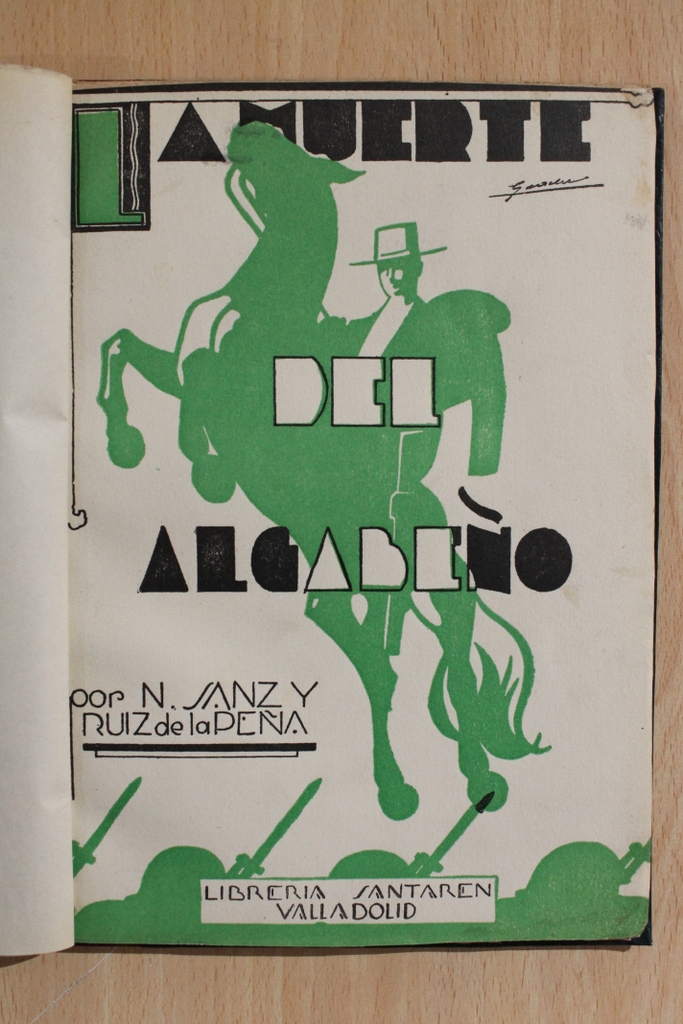 LA MUERTE
DEL
ALGABEÑO
por N. SANZ Y
RUIZ de la PEÑA
LIBRERIA SANTAREN
VALLADOLID